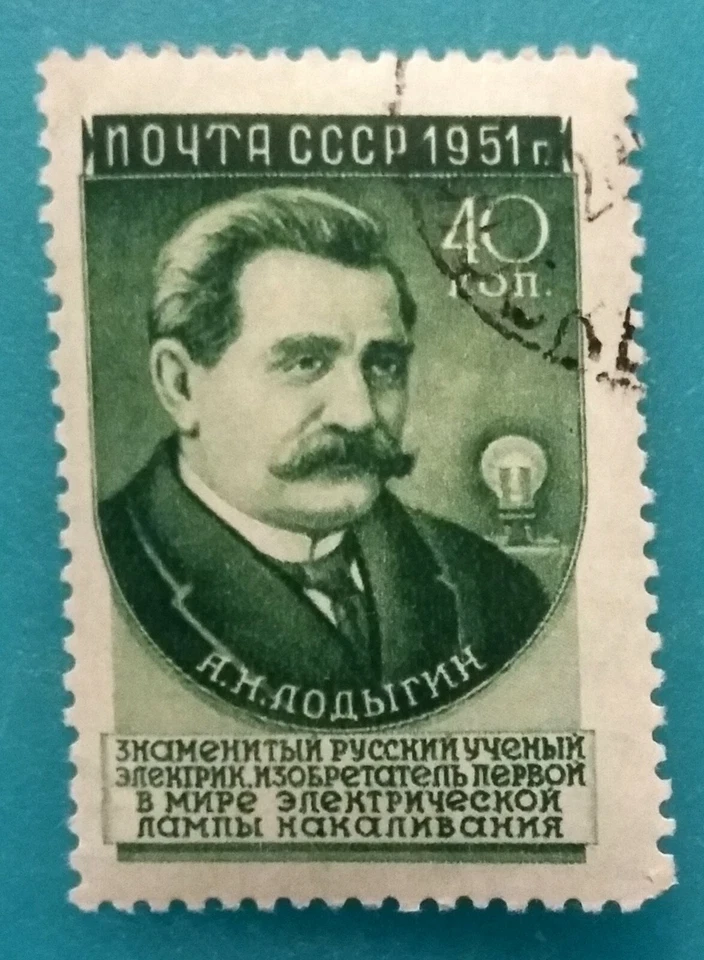 ПОЧТА СССР 1951 г.
40
коп.
А.Н.ЛОДЫГИН
ЗНАМЕНИТЫЙ РУССКИЙ УЧЕНЫЙ
ЭЛЕКТРИК, ИЗОБРЕТАТЕЛЬ ПЕРВОЙ
В МИРЕ ЭЛЕКТРИЧЕСКОЙ
ЛАМПЫ НАКАЛИВАНИЯ